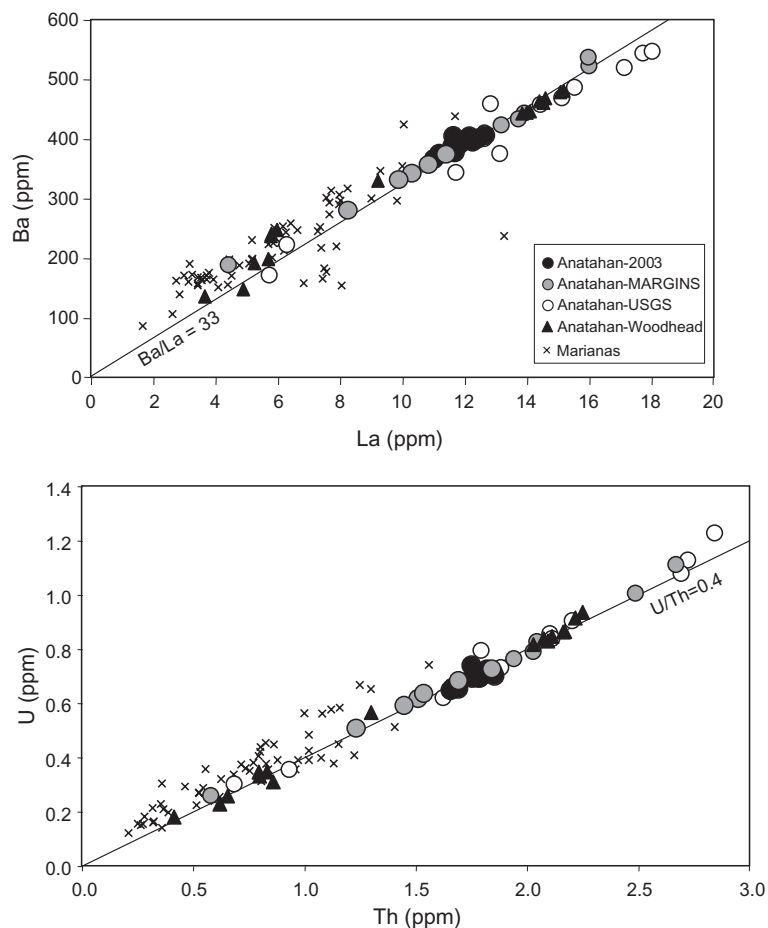 600
500
400
300
200
100
0
Ba (ppm)
Ba/La = 33
Anatahan-2003
Anatahan-MARGINS
Anatahan-USGS
Anatahan-Woodhead
Marianas
0 2 4 6 8 10 12 14 16 18 20
La (ppm)
1.4
1.2
1.0
0.8
0.6
0.4
0.2
0.0
U (ppm)
U/Th=0.4
0.0 0.5 1.0 1.5 2.0 2.5 3.0
Th (ppm)